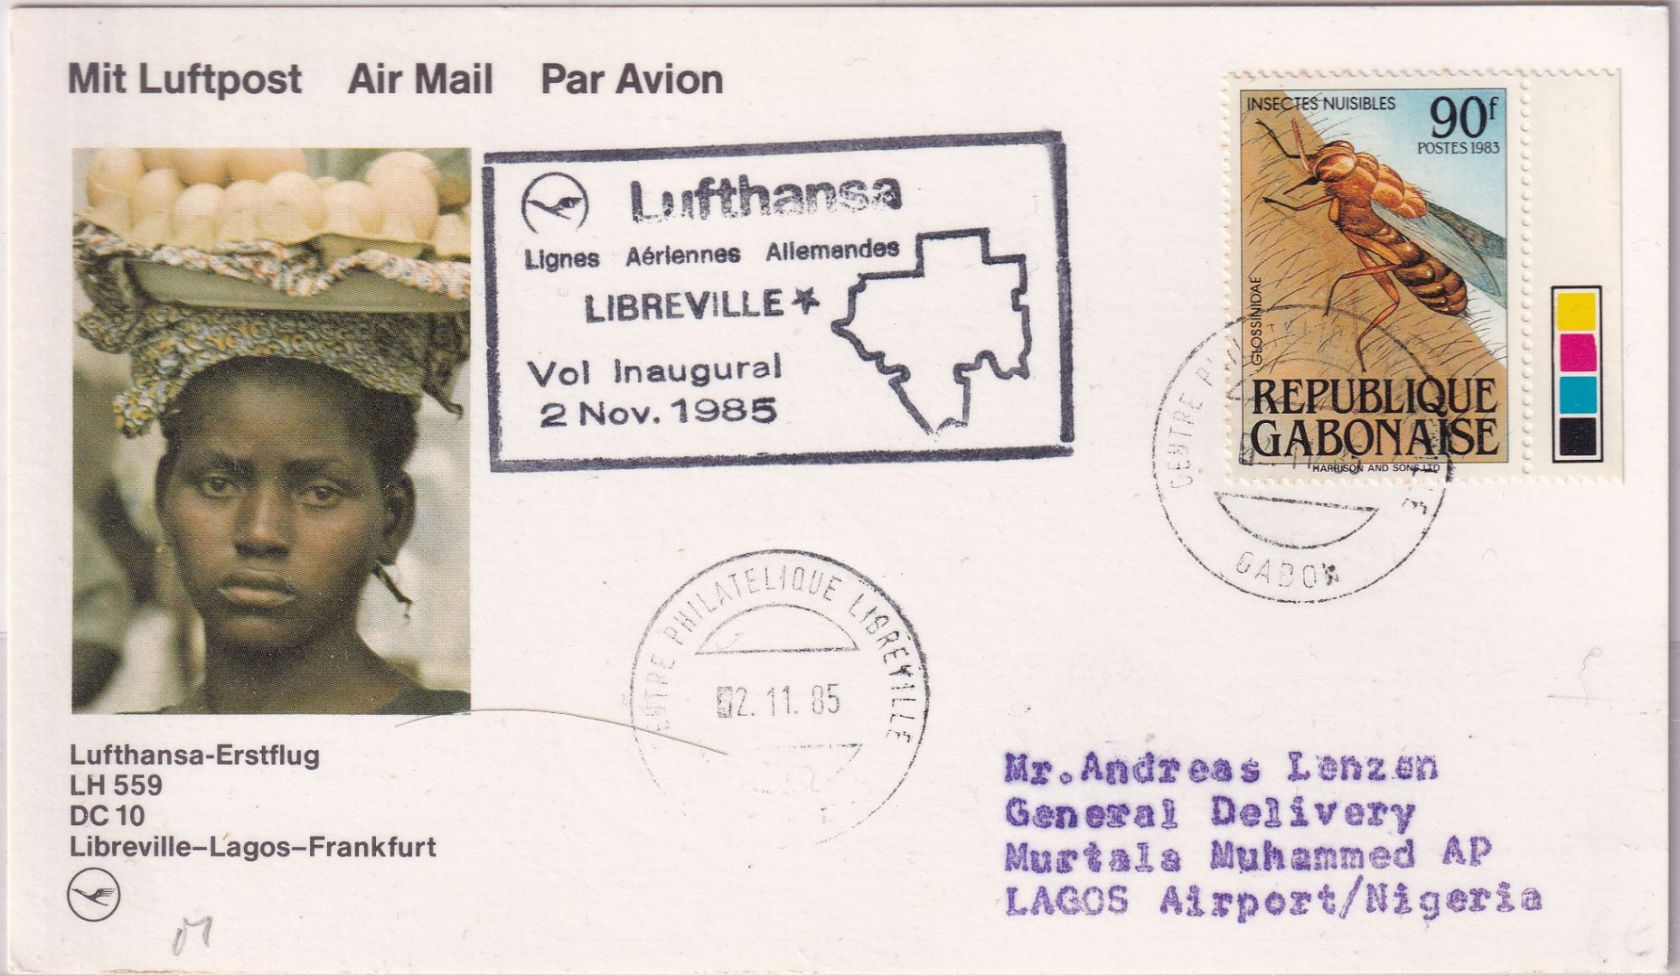 Mit Luftpost Air Mail Par Avion
Lufthansa
Lignes Aériennes Allemandes
LIBREVILLE
Vol Inaugural
2 Nov. 1985
INSECTES NUISIBLES
90f
POSTES 1983
GLOSSINIDAE
REPUBLIQUE
GABONAISE
HARRISON AND SONS LTD
CENTRE
GABON
CENTRE PHILATELIQUE LIBREVILLE
02.11.85
Lufthansa-Erstflug
LH 559
DC 10
Libreville–Lagos–Frankfurt
Mr. Andreas Lenzen
General Delivery
Murtala Muhammed AP
LAGOS Airport/Nigeria